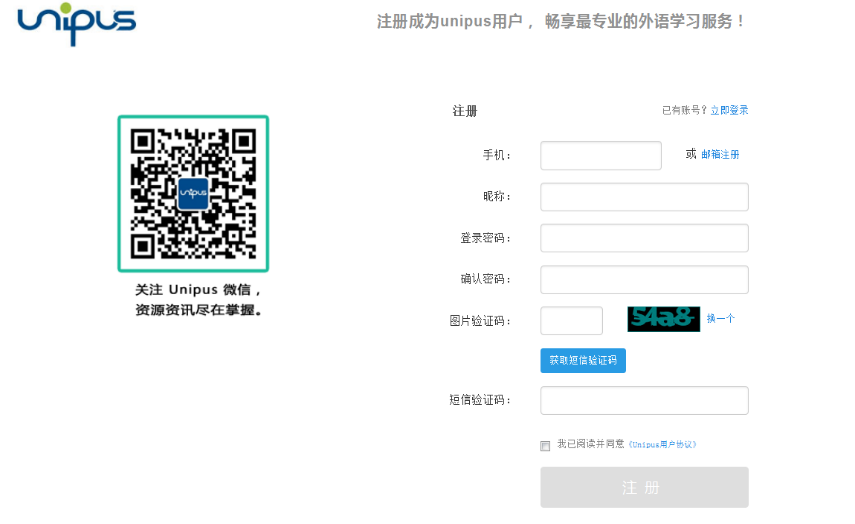 unipus
注册成为unipus用户， 畅享最专业的外语学习服务！
注册
已有账号？立即登录
手机：
或 邮箱注册
昵称：
登录密码：
确认密码：
图片验证码：
54a8
换一个
获取短信验证码
短信验证码：
我已阅读并同意《Unipus用户协议》
注 册
unipus
关注 Unipus 微信，
资源资讯尽在掌握。